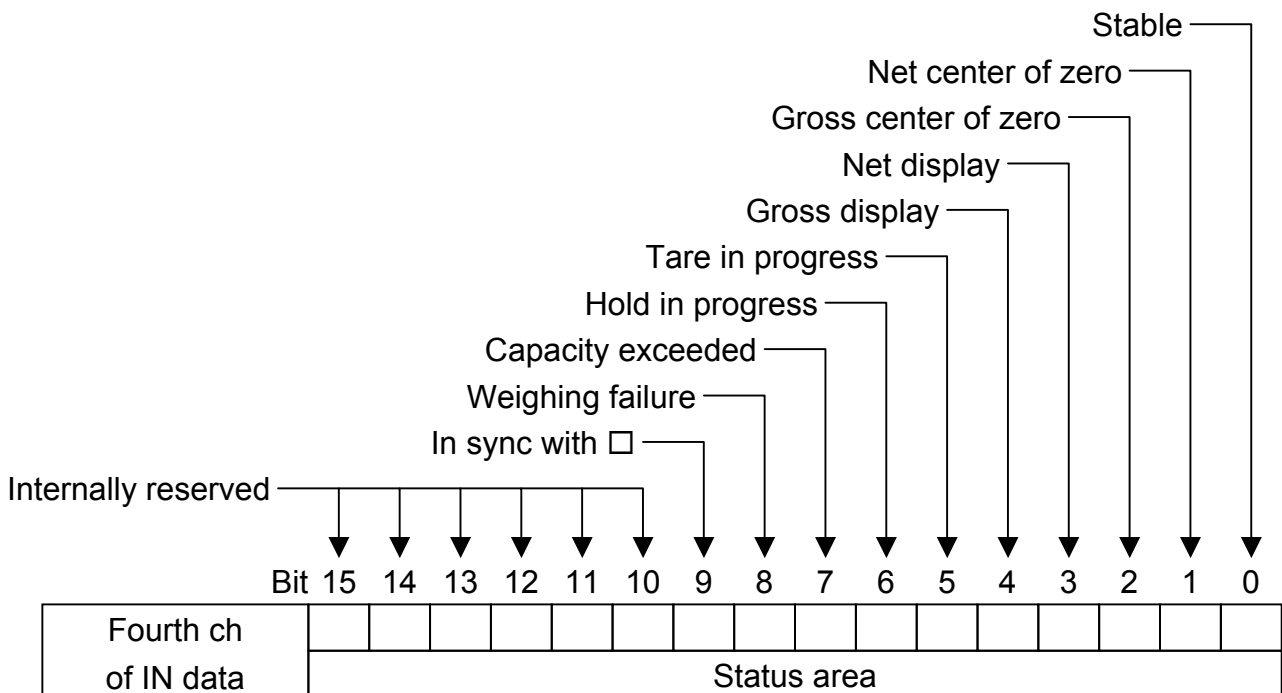 Stable
Net center of zero
Gross center of zero
Net display
Gross display
Tare in progress
Hold in progress
Capacity exceeded
Weighing failure
In sync with □
Internally reserved
Bit 15 14 13 12 11 10 9 8 7 6 5 4 3 2 1 0
Fourth ch
of IN data
Status area